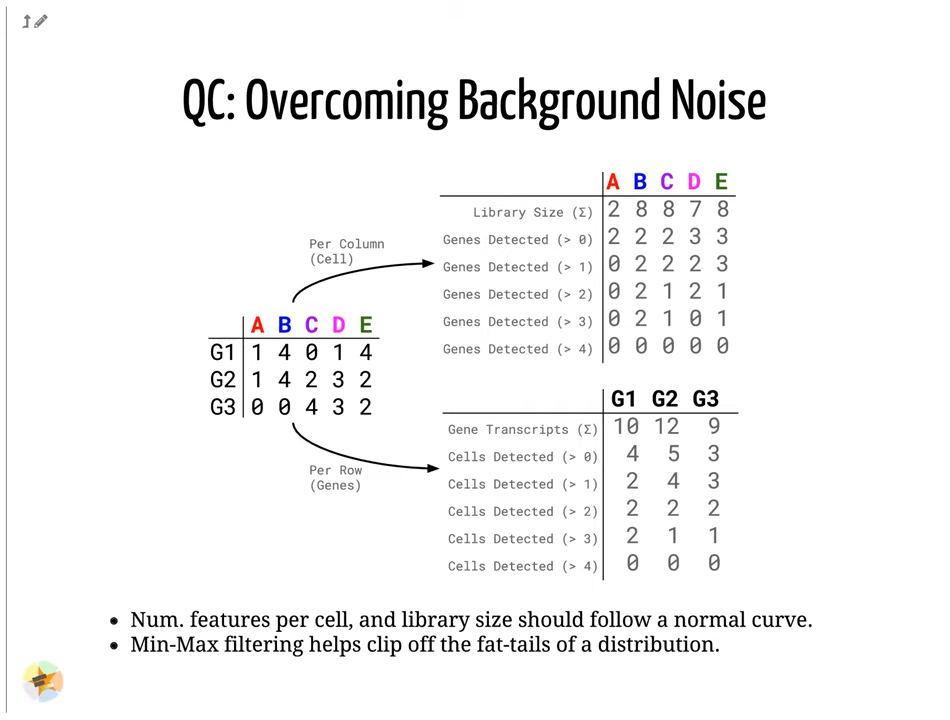 QC: Overcoming Background Noise
A B C D E
Library Size (Σ) 2 8 8 7 8
Genes Detected (> 0) 2 2 2 3 3
Genes Detected (> 1) 0 2 2 2 3
Genes Detected (> 2) 0 2 1 2 1
Genes Detected (> 3) 0 2 1 0 1
Genes Detected (> 4) 0 0 0 0 0
Per Column
(Cell)
A B C D E
G1 1 4 0 1 4
G2 1 4 2 3 2
G3 0 0 4 3 2
Per Row
(Genes)
G1 G2 G3
Gene Transcripts (Σ) 10 12 9
Cells Detected (> 0) 4 5 3
Cells Detected (> 1) 2 4 3
Cells Detected (> 2) 2 2 2
Cells Detected (> 3) 2 1 1
Cells Detected (> 4) 0 0 0
• Num. features per cell, and library size should follow a normal curve.
• Min-Max filtering helps clip off the fat-tails of a distribution.